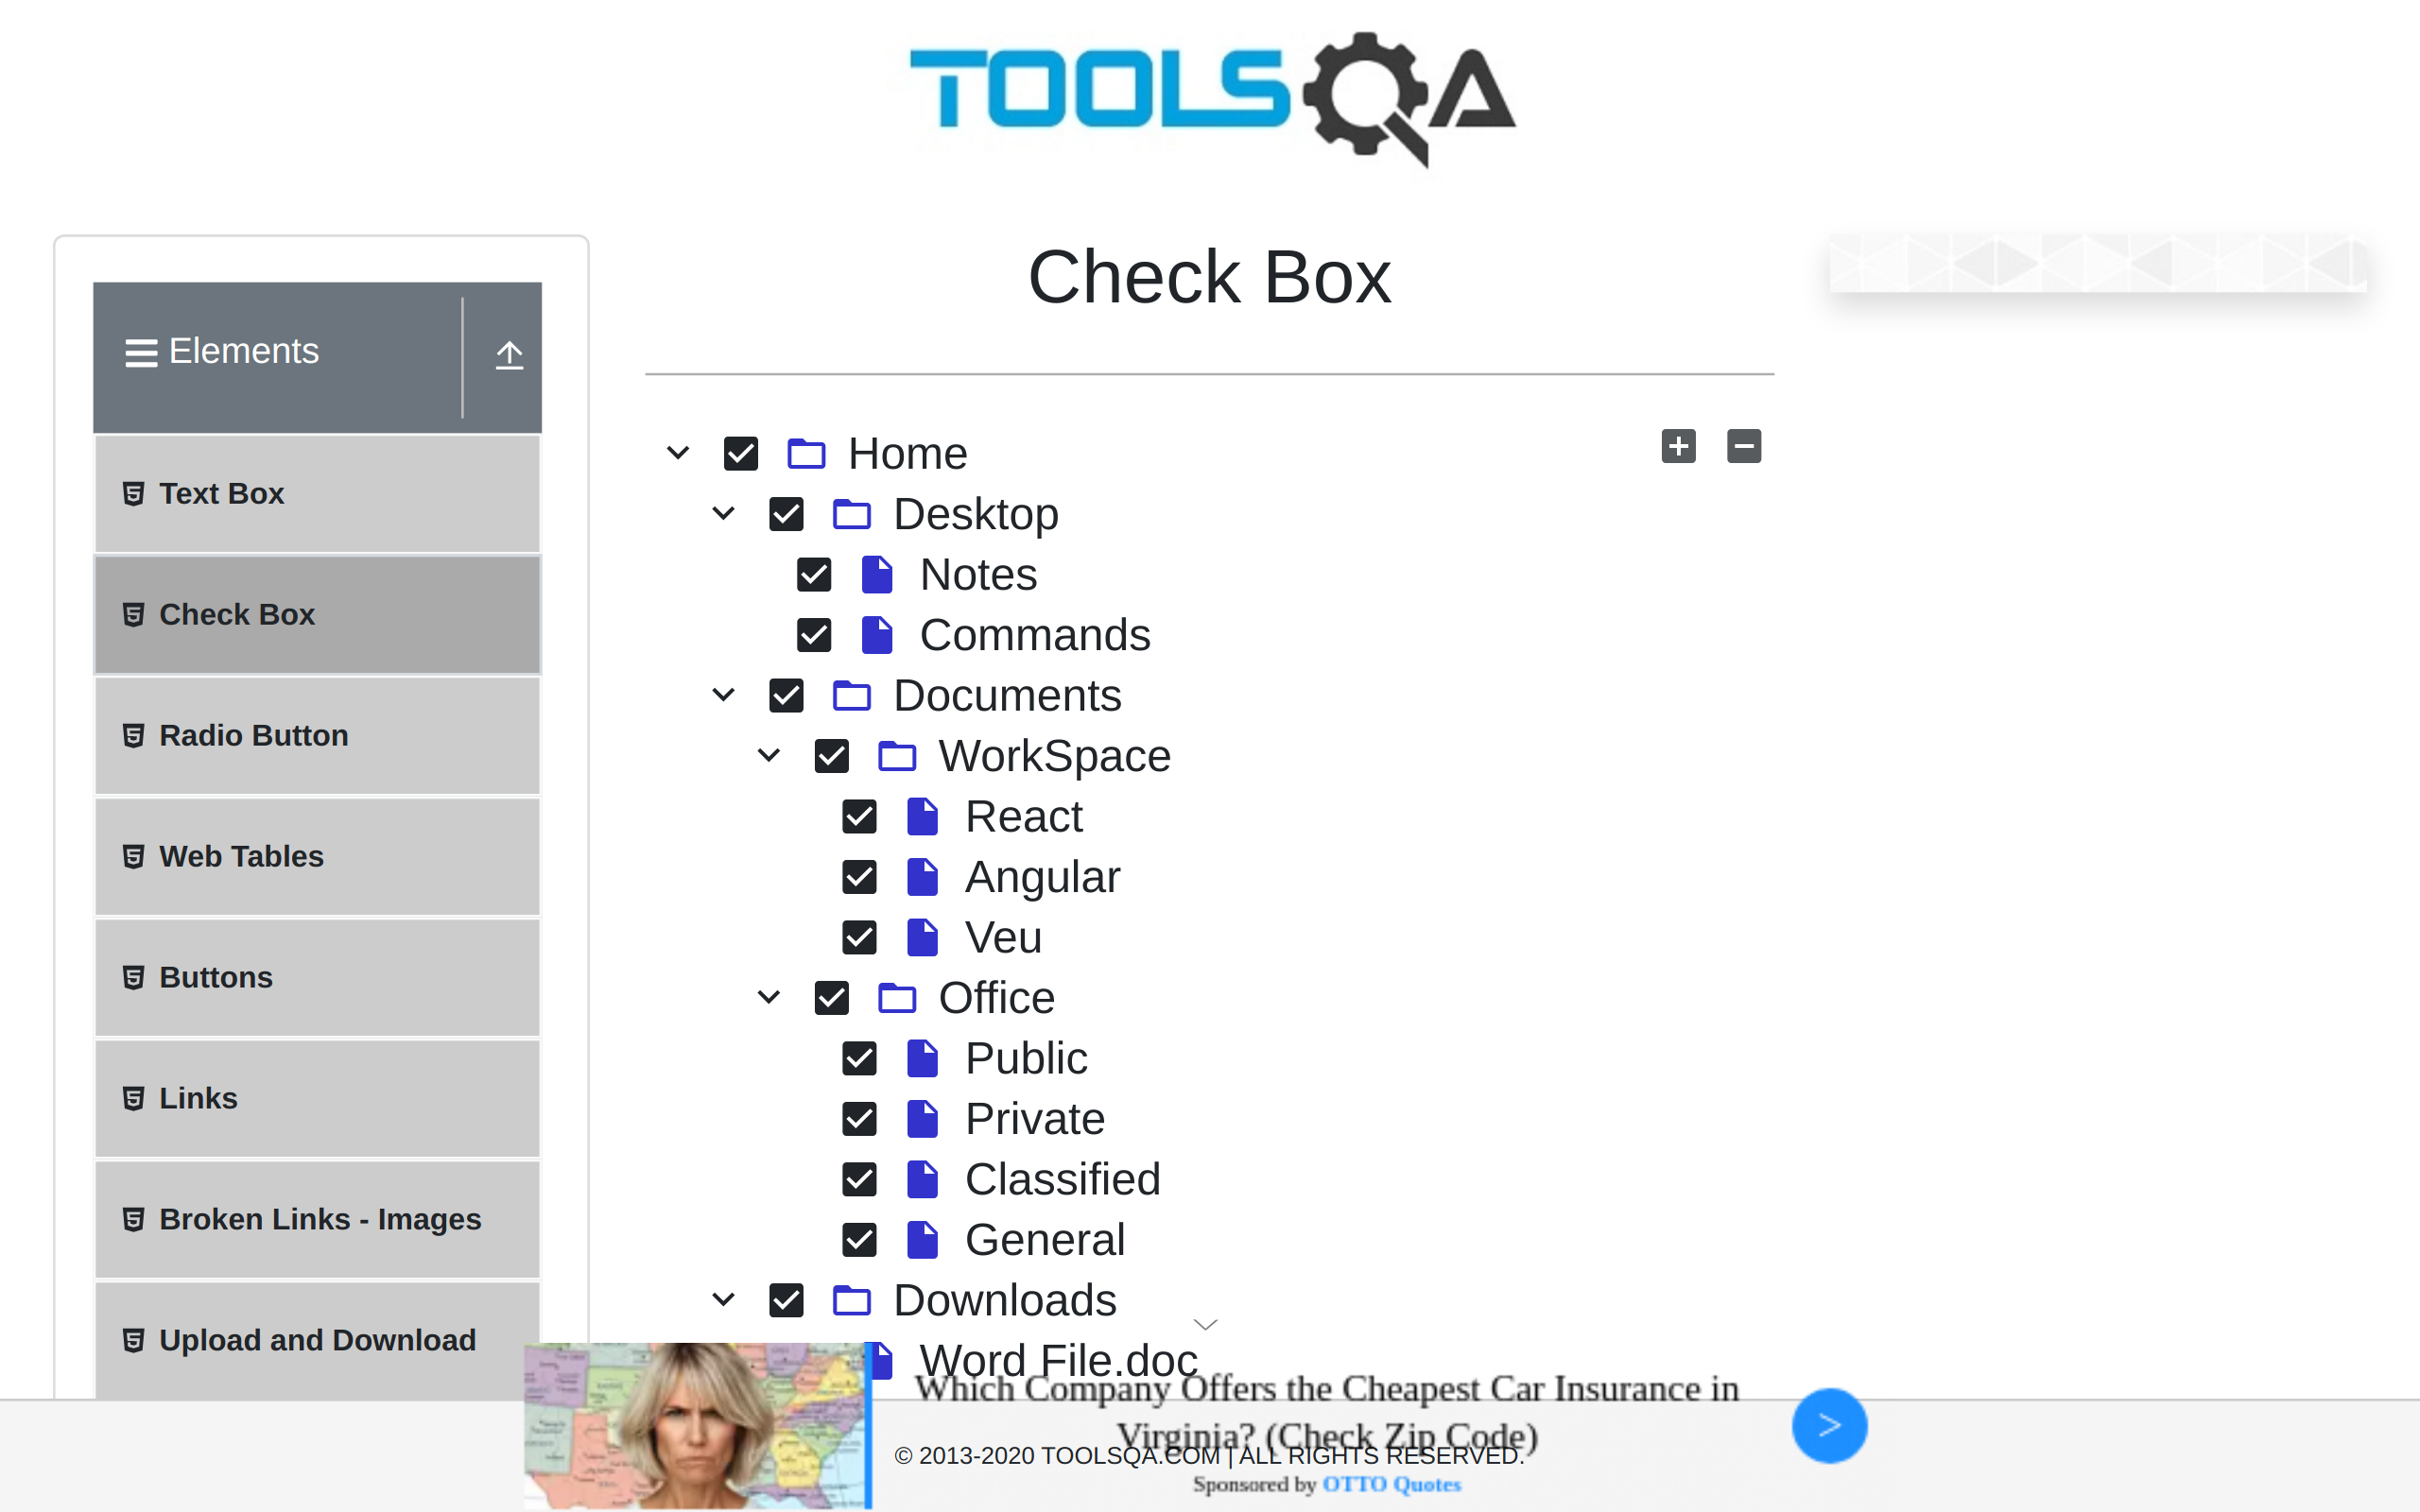 TOOLSQA
Check Box
Elements
Text Box
Check Box
Radio Button
Web Tables
Buttons
Links
Broken Links - Images
Upload and Download
Home
Desktop
Notes
Commands
Documents
WorkSpace
React
Angular
Veu
Office
Public
Private
Classified
General
Downloads
Word File.doc
Which Company Offers the Cheapest Car Insurance in
Virginia? (Check Zip Code)
© 2013-2020 TOOLSQA.COM | ALL RIGHTS RESERVED.
Sponsored by OTTO Quotes